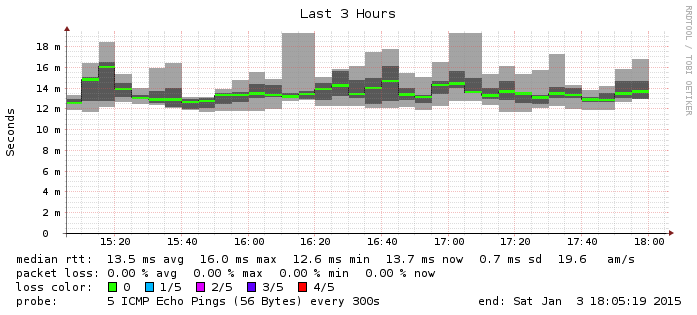 Last 3 Hours
RRDTOOL / TOBI OETIKER
Seconds
18 m
16 m
14 m
12 m
10 m
8 m
6 m
4 m
2 m
0
15:20 15:40 16:00 16:20 16:40 17:00 17:20 17:40 18:00
median rtt: 13.5 ms avg 16.0 ms max 12.6 ms min 13.7 ms now 0.7 ms sd 19.6 am/s
packet loss: 0.00 % avg 0.00 % max 0.00 % min 0.00 % now
loss color: 0 1/5 2/5 3/5 4/5
probe: 5 ICMP Echo Pings (56 Bytes) every 300s end: Sat Jan 3 18:05:19 2015